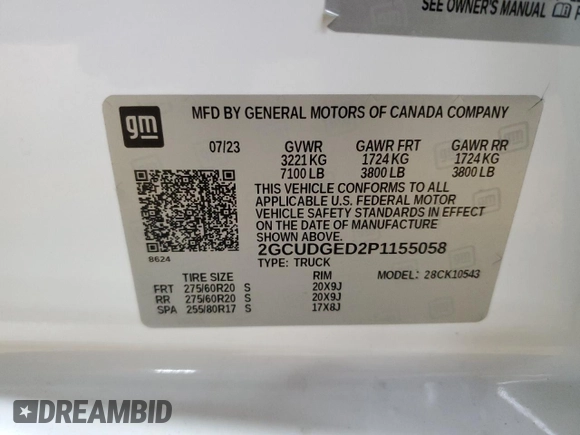 SEE OWNER'S MANUAL
gm
MFD BY GENERAL MOTORS OF CANADA COMPANY
07/23 GVWR GAWR FRT GAWR RR
3221 KG 1724 KG 1724 KG
7100 LB 3800 LB 3800 LB
THIS VEHICLE CONFORMS TO ALL
APPLICABLE U.S. FEDERAL MOTOR
VEHICLE SAFETY STANDARDS IN EFFECT
ON THE DATE OF MANUFACTURE
SHOWN ABOVE.
8624
2GCUDGED2P1155058
TYPE: TRUCK MODEL: 28CK10543
TIRE SIZE RIM
FRT 275/60R20 S 20X9J
RR 275/60R20 S 20X9J
SPA 255/80R17 S 17X8J
DREAMBID